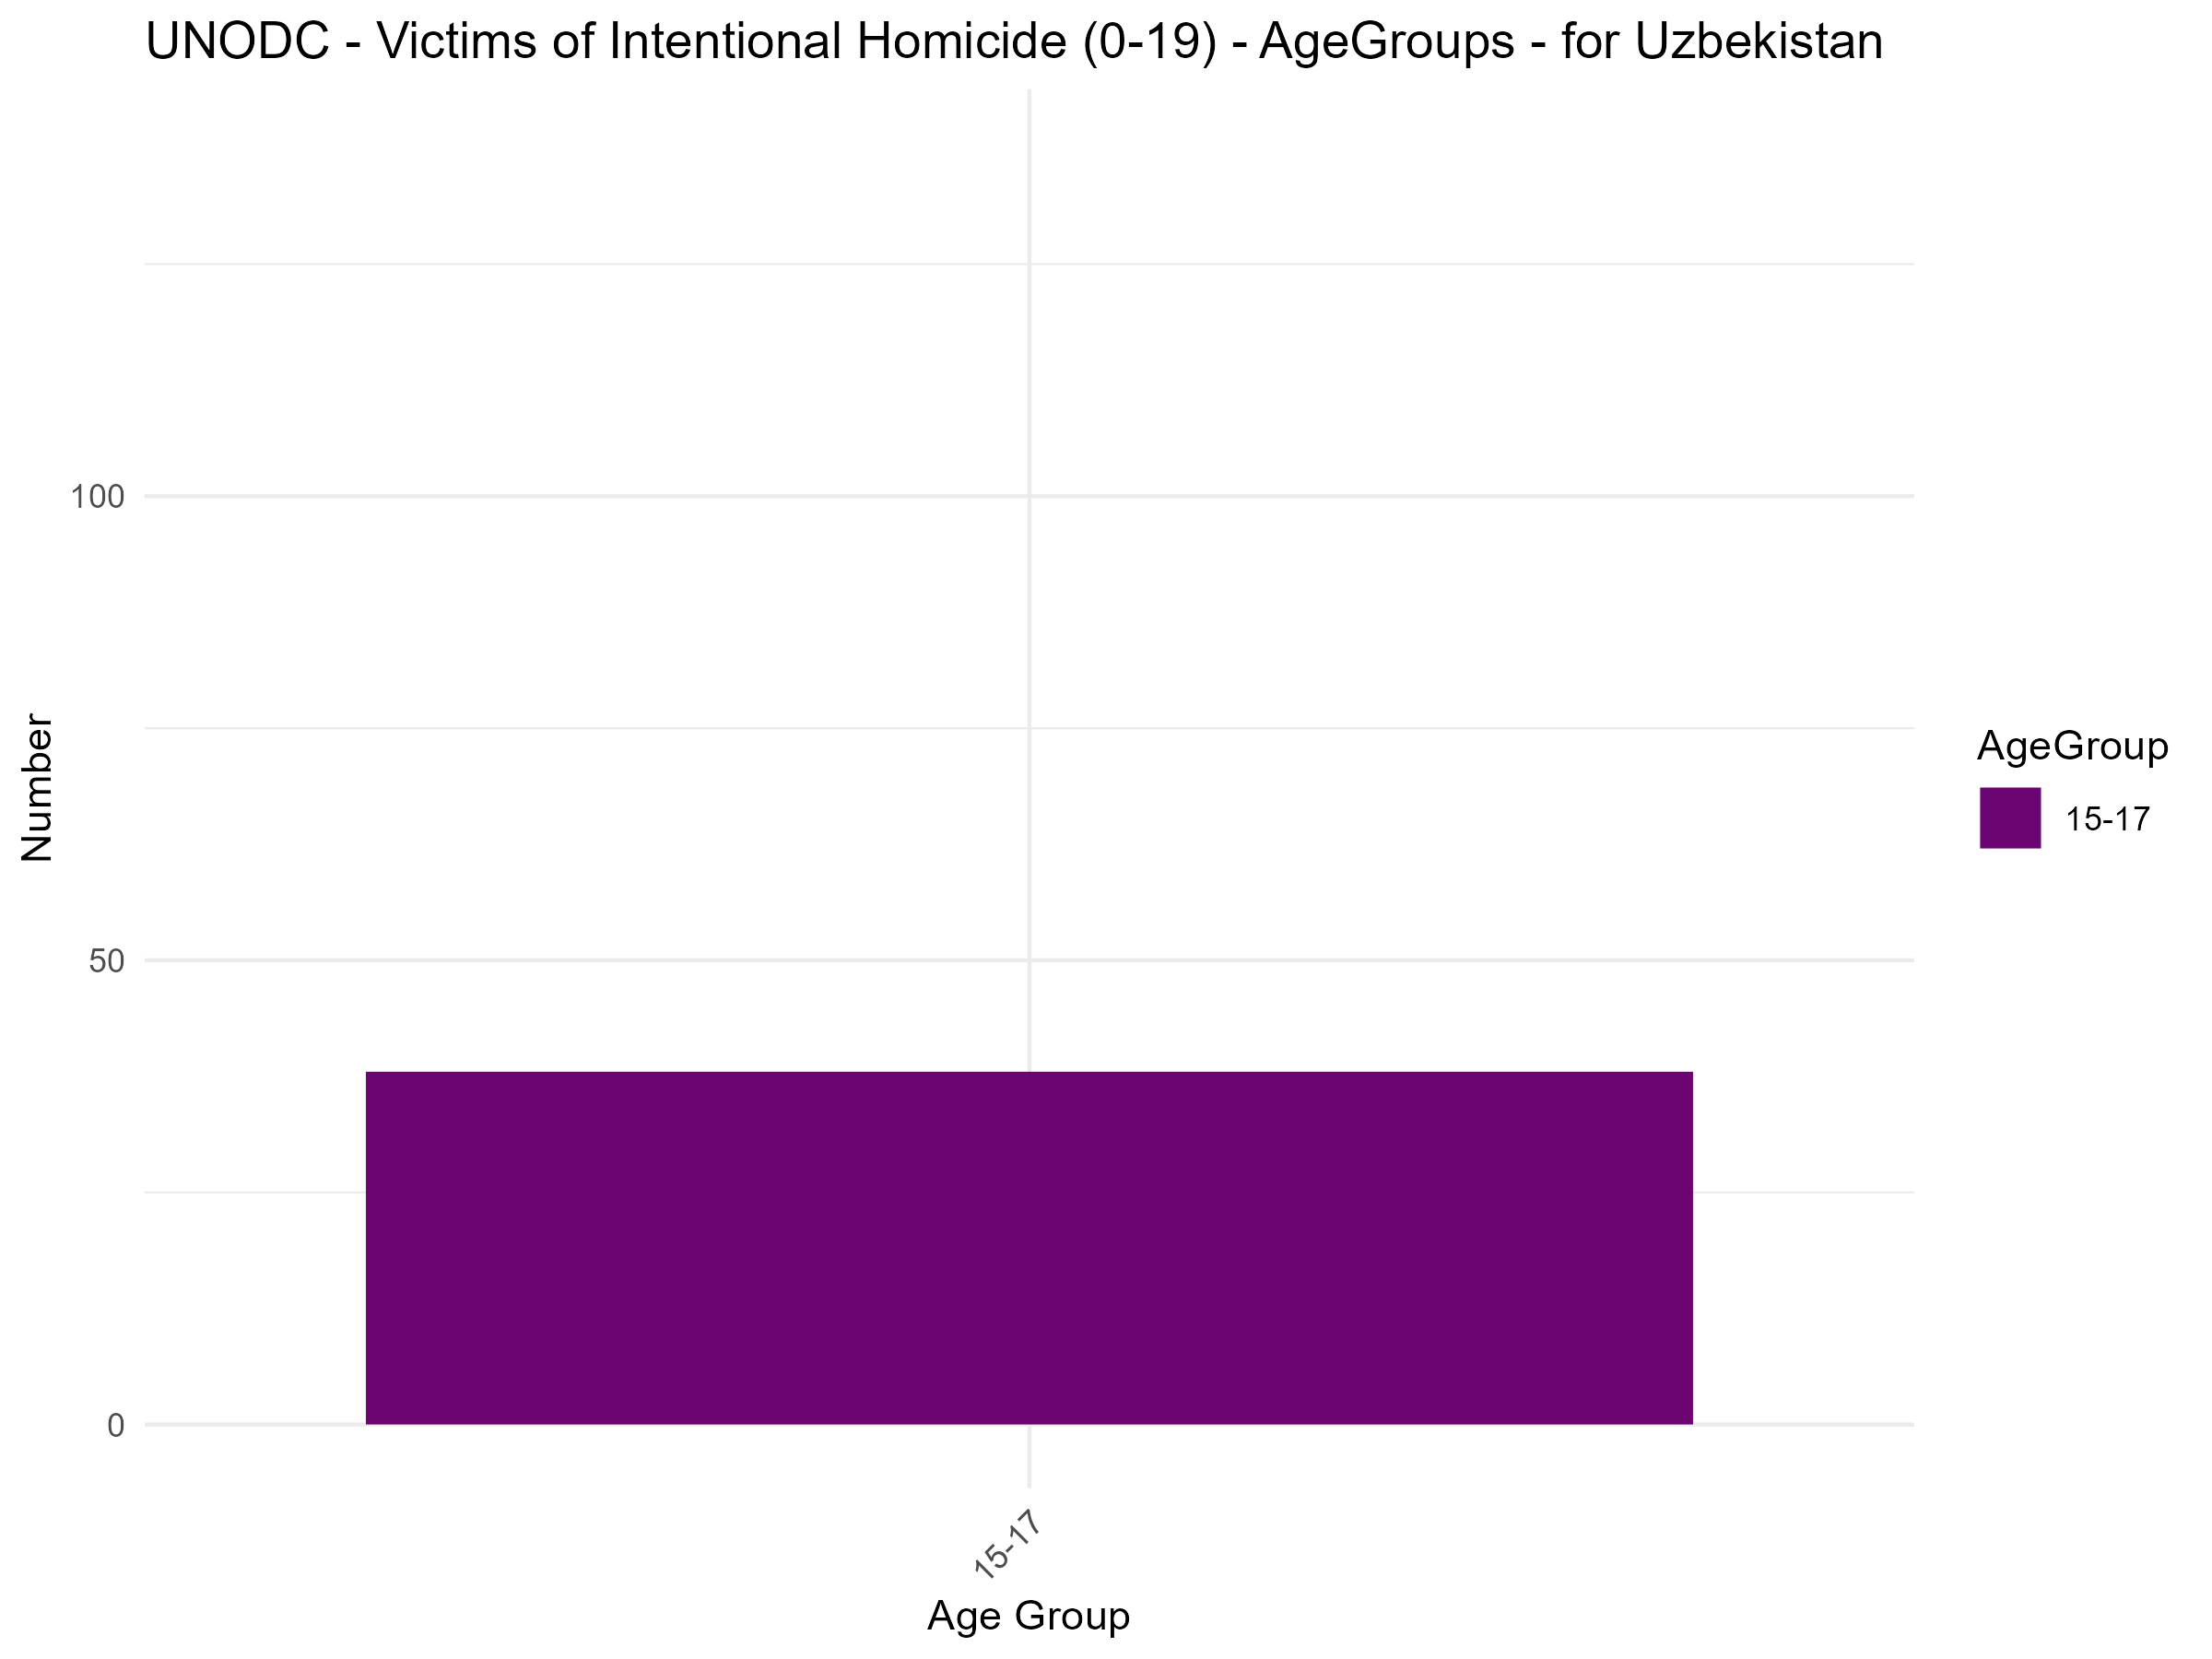 UNODC - Victims of Intentional Homicide (0-19) - AgeGroups - for Uzbekistan
100
50
0
Number
15-17
Age Group
AgeGroup
15-17